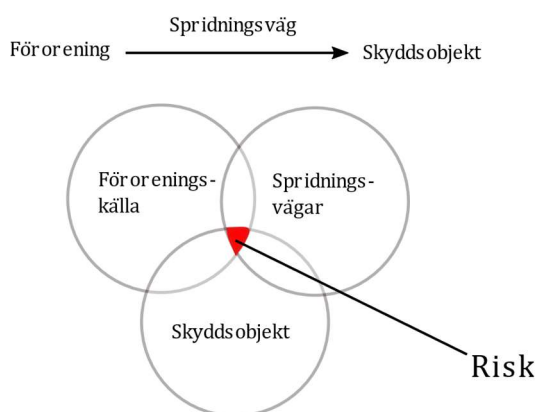 Spridningsväg
Förorening
Skyddsobjekt
Förorenings-
källa
Spridnings-
vägar
Skyddsobjekt
Risk